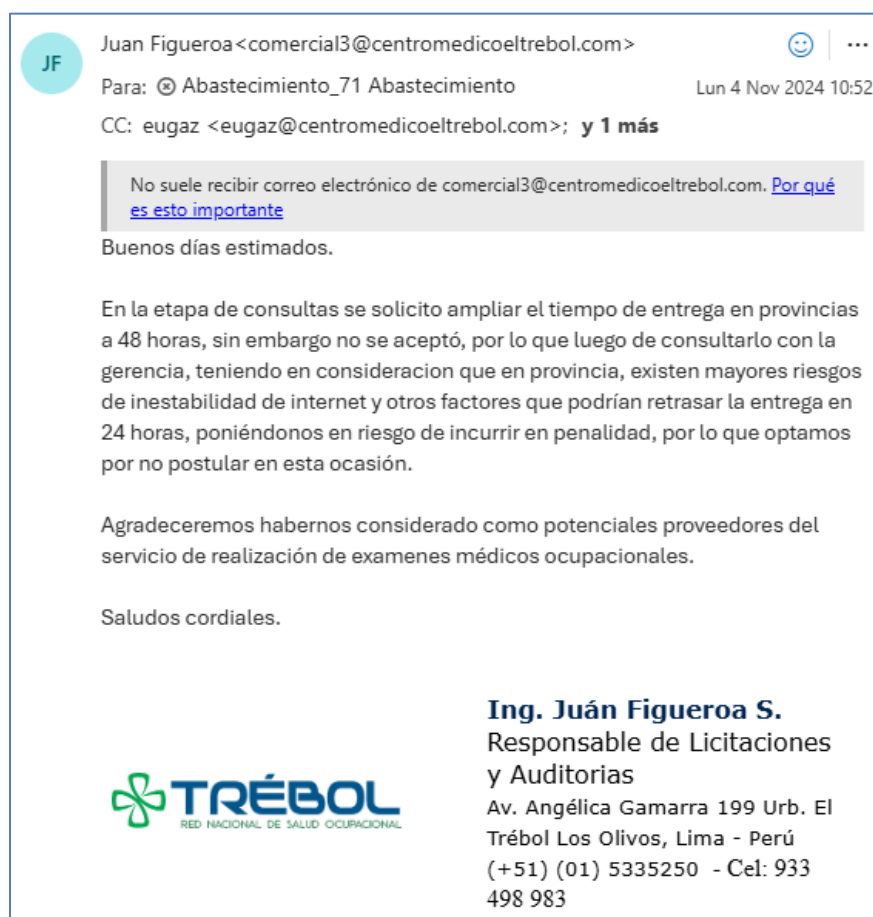 JF
Juan Figueroa<comercial3@centromedicoeltrebol.com>
Para: Abastecimiento_71 Abastecimiento
Lun 4 Nov 2024 10:52
CC: eugaz <eugaz@centromedicoeltrebol.com>; y 1 más
No suele recibir correo electrónico de comercial3@centromedicoeltrebol.com. Por qué
es esto importante
Buenos días estimados.
En la etapa de consultas se solicito ampliar el tiempo de entrega en provincias
a 48 horas, sin embargo no se aceptó, por lo que luego de consultarlo con la
gerencia, teniendo en consideracion que en provincia, existen mayores riesgos
de inestabilidad de internet y otros factores que podrían retrasar la entrega en
24 horas, poniéndonos en riesgo de incurrir en penalidad, por lo que optamos
por no postular en esta ocasión.
Agradeceremos habernos considerado como potenciales proveedores del
servicio de realización de examenes médicos ocupacionales.
Saludos cordiales.
TRÉBOL
RED NACIONAL DE SALUD OCUPACIONAL
Ing. Juán Figueroa S.
Responsable de Licitaciones
y Auditorias
Av. Angélica Gamarra 199 Urb. El
Trébol Los Olivos, Lima - Perú
(+51) (01) 5335250 - Cel: 933
498 983